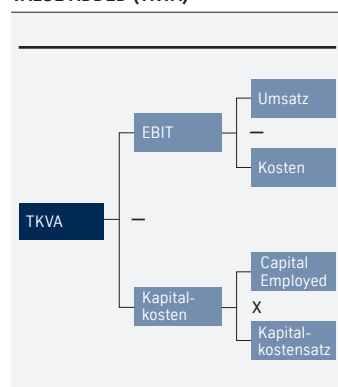 VALUE ADDED (TKVA)
Umsatz
EBIT
–
Kosten
TKVA
–
Capital
Employed
Kapital-
kosten
X
Kapital-
kostensatz